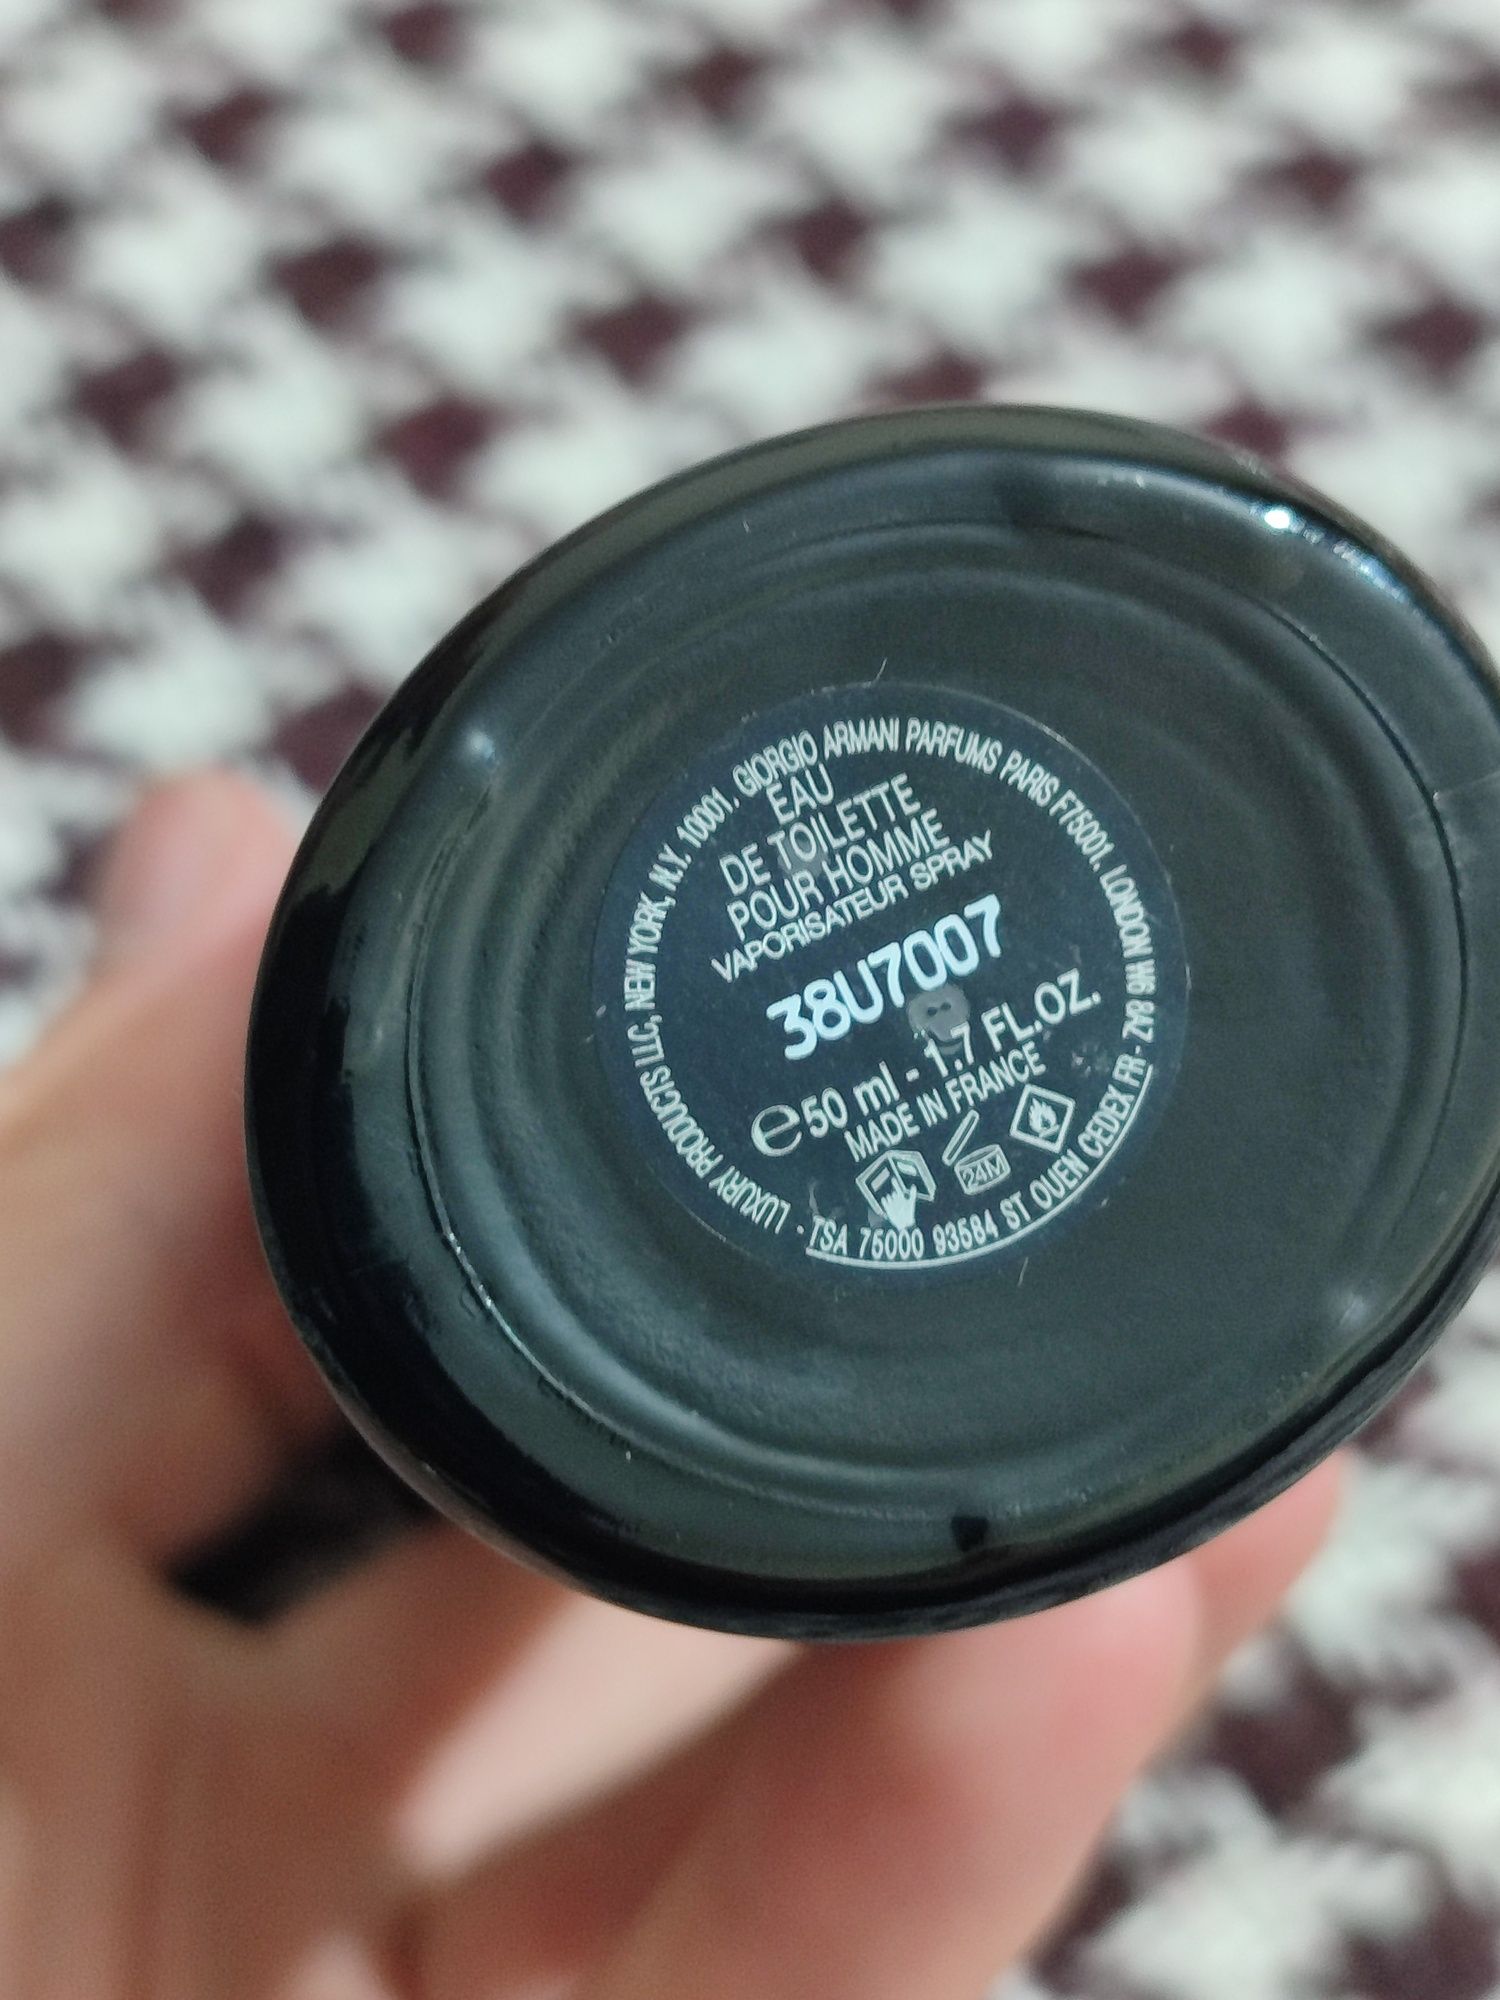 GIORGIO ARMANI PARFUMS PARIS F75001, LONDON W6 8AZ - TSA 75000 93584 ST OUEN CEDEX FR - LUXURY PRODUCTS LLC, NEW YORK, N.Y. 10001,
EAU
DE TOILETTE
POUR HOMME
VAPORISATEUR SPRAY
38U7007
e50 ml - 1.7 FL.OZ.
MADE IN FRANCE
24M